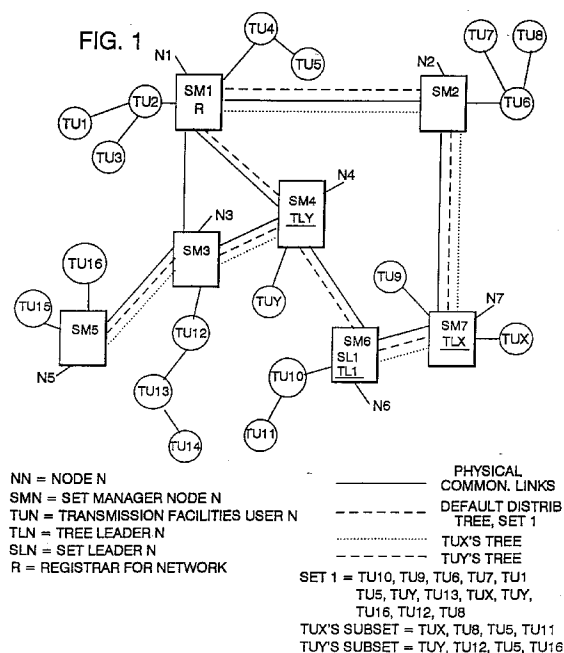 FIG. 1
N1
TU4
TU5
TU7
TU8
N2
SM1
R
SM2
TU6
TU2
TU1
TU3
N4
SM4
TLY
N3
SM3
TU16
TU15
SM5
N5
TUY
TU9
N7
TU12
SM7
TLX
TUX
SM6
SL1
TL1
TU10
N6
TU13
TU11
TU14
NN = NODE N
SMN = SET MANAGER NODE N
TUN = TRANSMISSION FACILITIES USER N
TLN = TREE LEADER N
SLN = SET LEADER N
R = REGISTRAR FOR NETWORK
PHYSICAL
COMMON. LINKS
DEFAULT DISTRIB
TREE, SET 1
TUX'S TREE
TUY'S TREE
SET 1 = TU10, TU9, TU6, TU7, TU1
TU5, TUY, TU13, TUX, TUY,
TU16, TU12, TU8
TUX'S SUBSET = TUX, TU8, TU5, TU11
TUY'S SUBSET = TUY, TU12, TU5, TU16